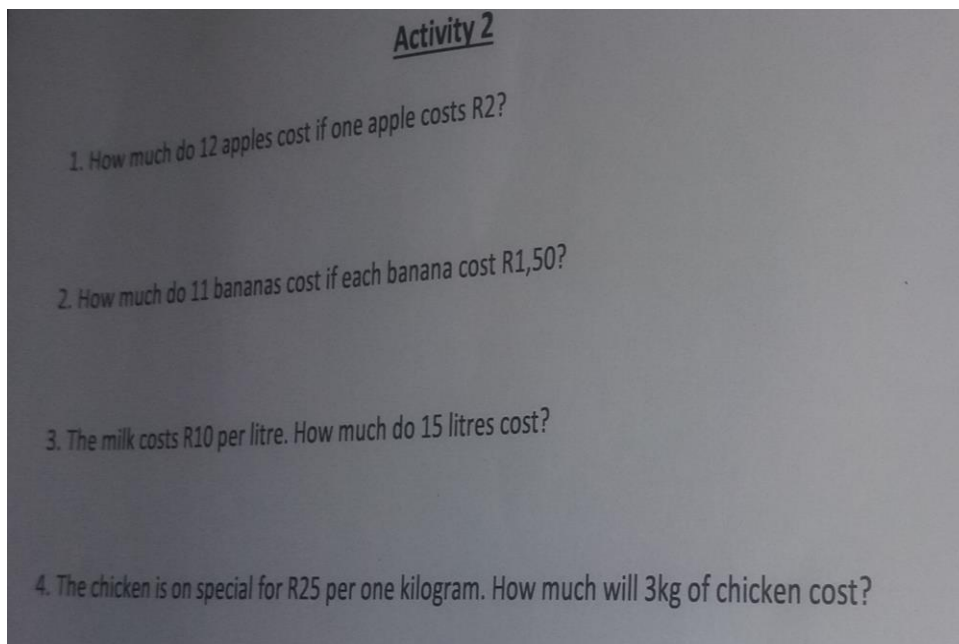 Activity 2
1. How much do 12 apples cost if one apple costs R2?
2. How much do 11 bananas cost if each banana cost R1,50?
3. The milk costs R10 per litre. How much do 15 litres cost?
4. The chicken is on special for R25 per one kilogram. How much will 3kg of chicken cost?